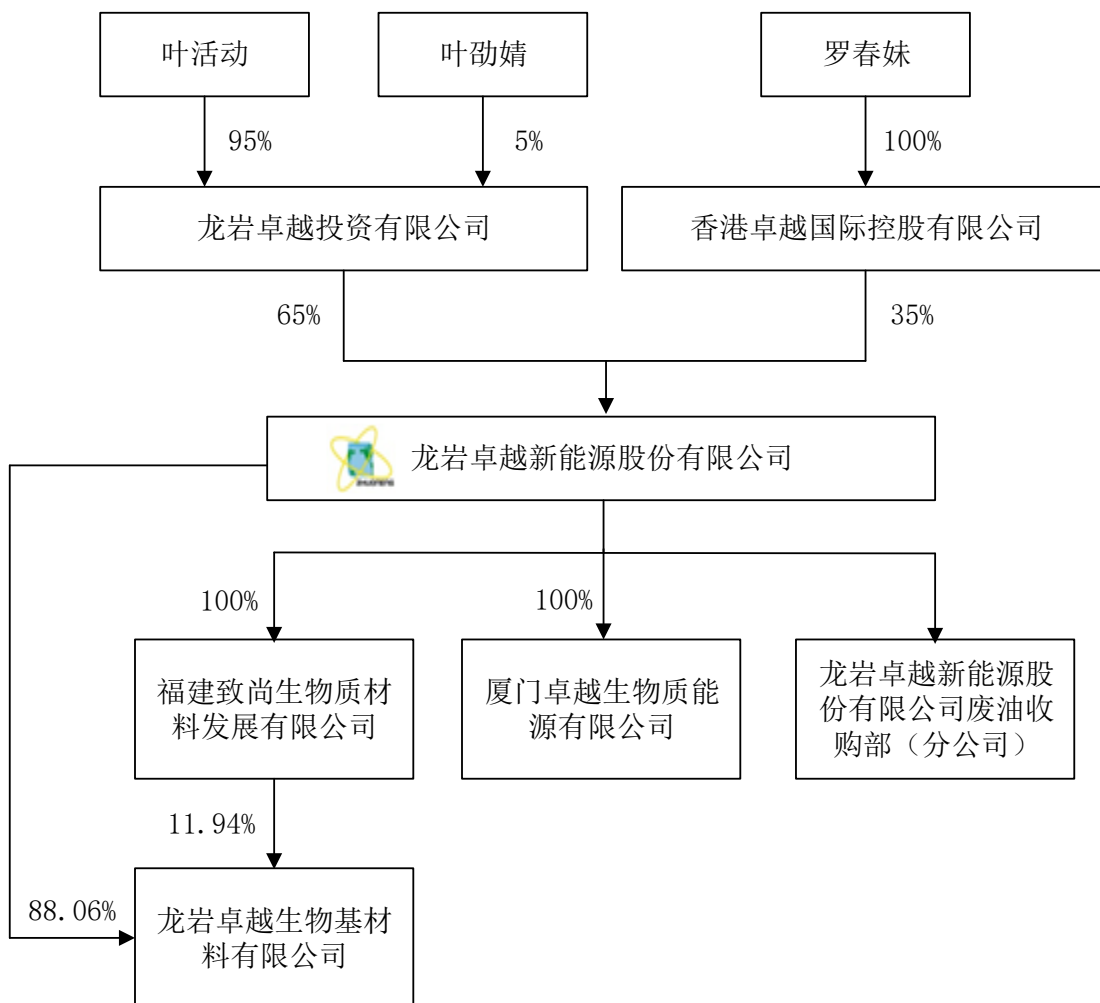 叶活动
叶劭婧
罗春妹
95%
5%
100%
龙岩卓越投资有限公司
香港卓越国际控股有限公司
65%
35%
龙岩卓越新能源股份有限公司
100%
100%
福建致尚生物质材
料发展有限公司
厦门卓越生物质能
源有限公司
龙岩卓越新能源股
份有限公司废油收
购部（分公司）
11.94%
88.06%
龙岩卓越生物基材
料有限公司